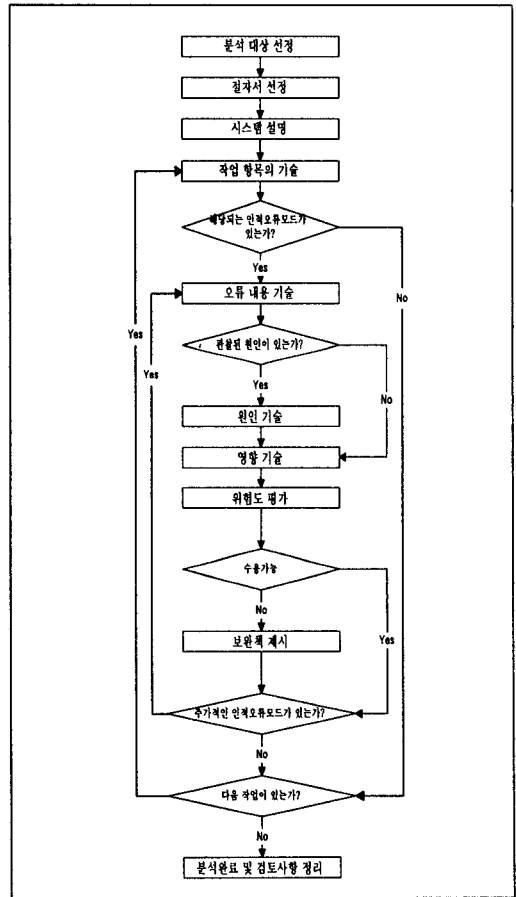 분석 대상 선정
절차서 선정
시스템 설명
작업 항목의 기술
해당되는 인적오류모드가
있는가?
Yes
No
오류 내용 기술
Yes
관찰된 원인이 있는가?
Yes
Yes
No
원인 기술
영향 기술
위험도 평가
수용가능
No
Yes
보완책 제시
추가적인 인적오류모드가 있는가?
No
다음 작업이 있는가?
No
분석완료 및 검토사항 정리